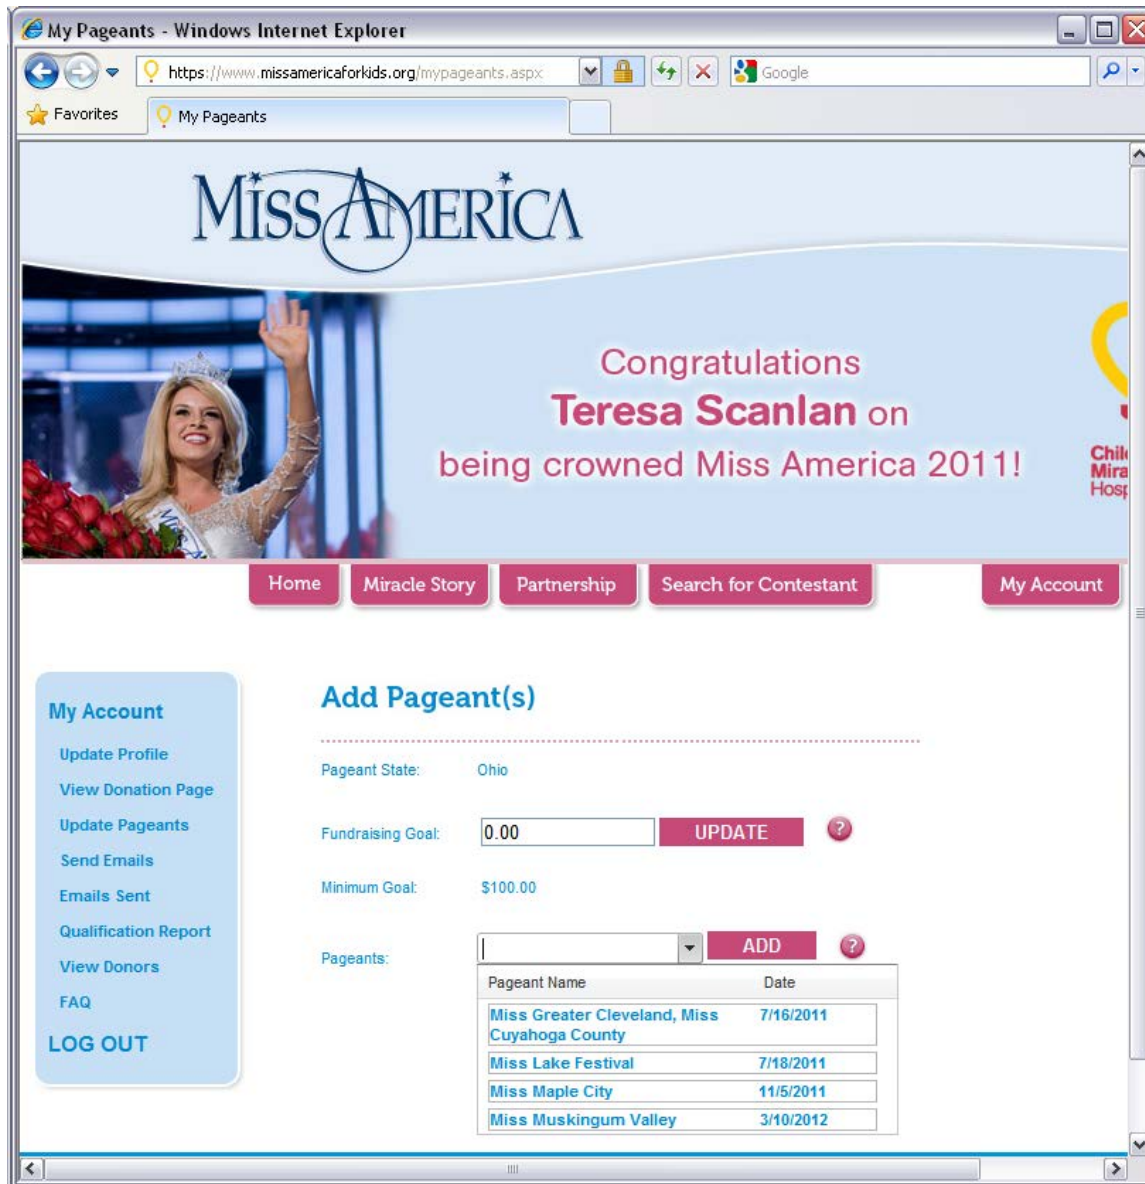 My Pageants - Windows Internet Explorer
https://www.missamericaforkids.org/mypageants.aspx
Google
Favorites
My Pageants
MISS AMERICA
Congratulations
Teresa Scanlan on
being crowned Miss America 2011!
Home
Miracle Story
Partnership
Search for Contestant
My Account
My Account
Update Profile
View Donation Page
Update Pageants
Send Emails
Emails Sent
Qualification Report
View Donors
FAQ
LOG OUT
Add Pageant(s)
Pageant State: Ohio
Fundraising Goal: 0.00 UPDATE ?
Minimum Goal: $100.00
Pageants: ADD ?
Pageant Name Date
Miss Greater Cleveland, Miss 7/16/2011
Cuyahoga County
Miss Lake Festival 7/18/2011
Miss Maple City 11/5/2011
Miss Muskingum Valley 3/10/2012